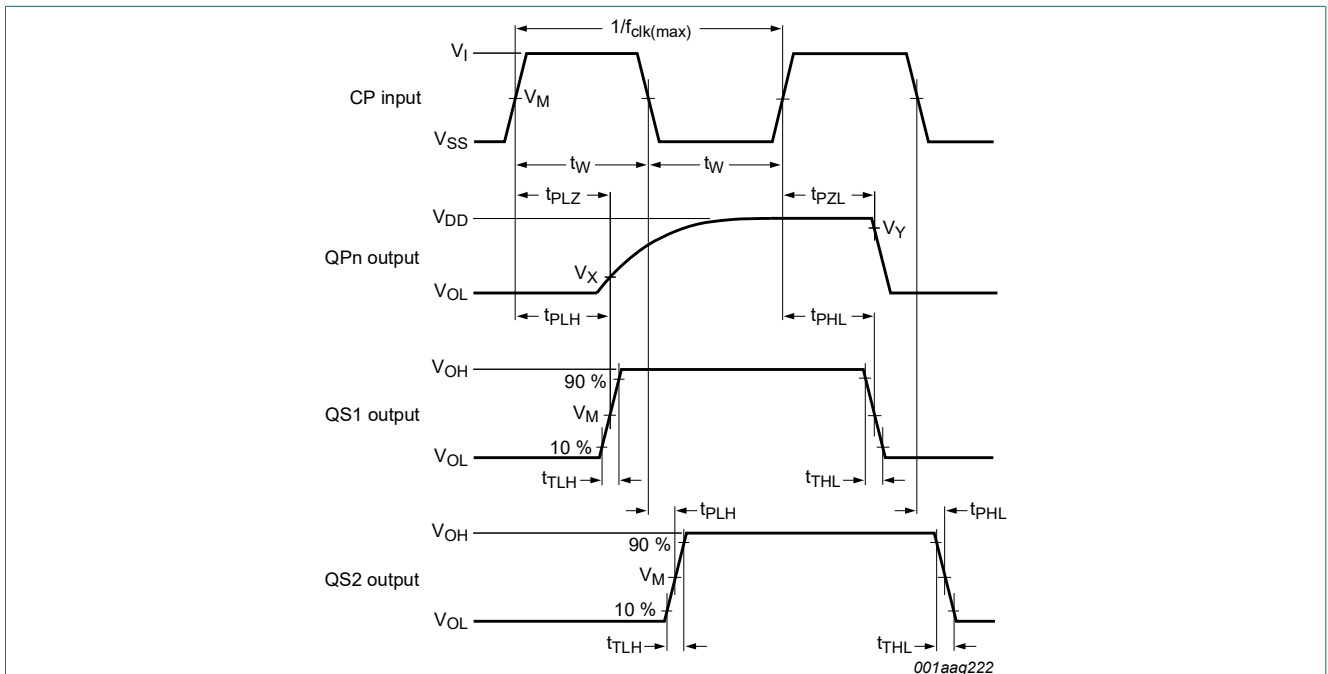 1/fclk(max)
VI
CP input
VM
VSS
tW
tW
tPLZ
tPZL
VDD
VY
QPn output
VX
VOL
tPLH
tPHL
VOH
90 %
QS1 output
VM
10 %
VOL
tTLH
tTHL
tPLH
tPHL
VOH
90 %
QS2 output
VM
10 %
VOL
tTLH
tTHL
001aag222